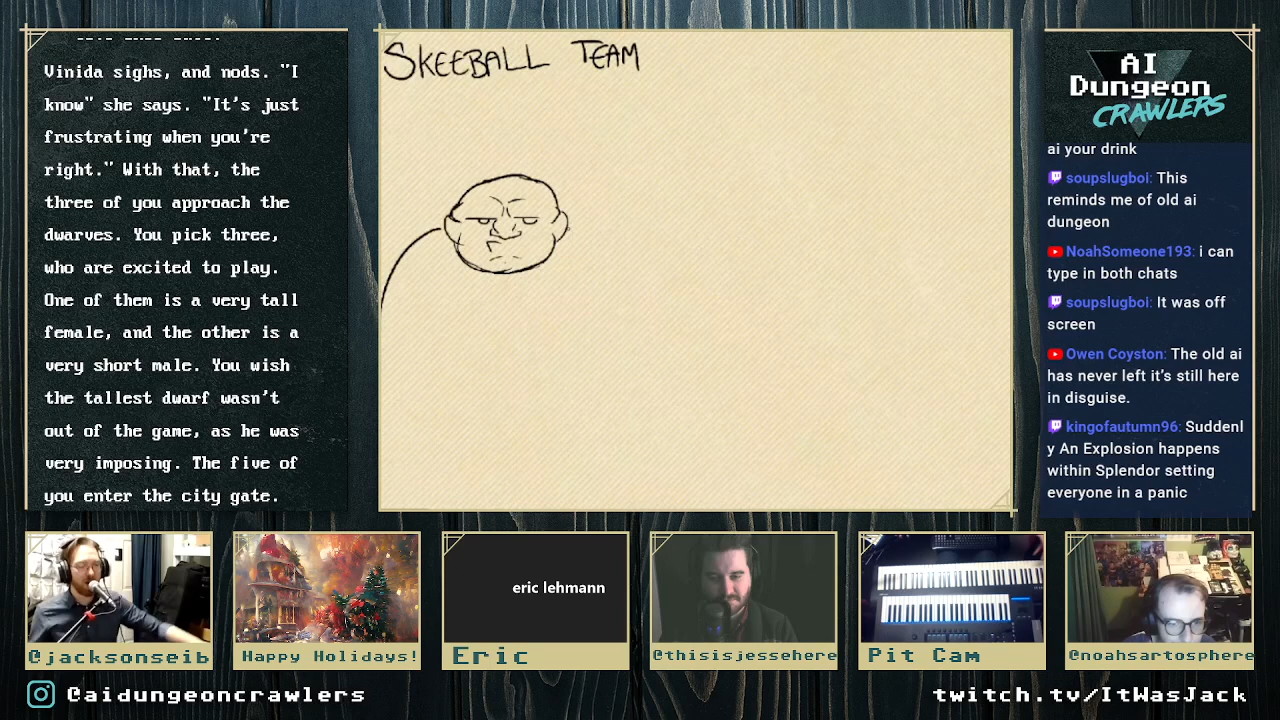 Vinida sighs, and nods. "I
know" she says. "It's just
frustrating when you're
right." With that, the
three of you approach the
dwarves. You pick three,
who are excited to play.
One of them is a very tall
female, and the other is a
very short male. You wish
the tallest dwarf wasn't
out of the game, as he was
very imposing. The five of
you enter the city gate.
SKEEBALL TEAM
AI
Dungeon
CRAWLERS
ai your drink
soupslugboi: This
reminds me of old ai
dungeon
NoahSomeone193: i can
type in both chats
soupslugboi: It was off
screen
Owen Coyston: The old ai
has never left it's still here
in disguise.
kingofautumn96: Suddenl
y An Explosion happens
within Splendor setting
everyone in a panic
eric lehmann
@jacksonseib
Happy Holidays!
Eric
@thisisjessehere
Pit Cam
@noahsartosphere
@aidungeoncrawlers
twitch.tv/ItWasJack